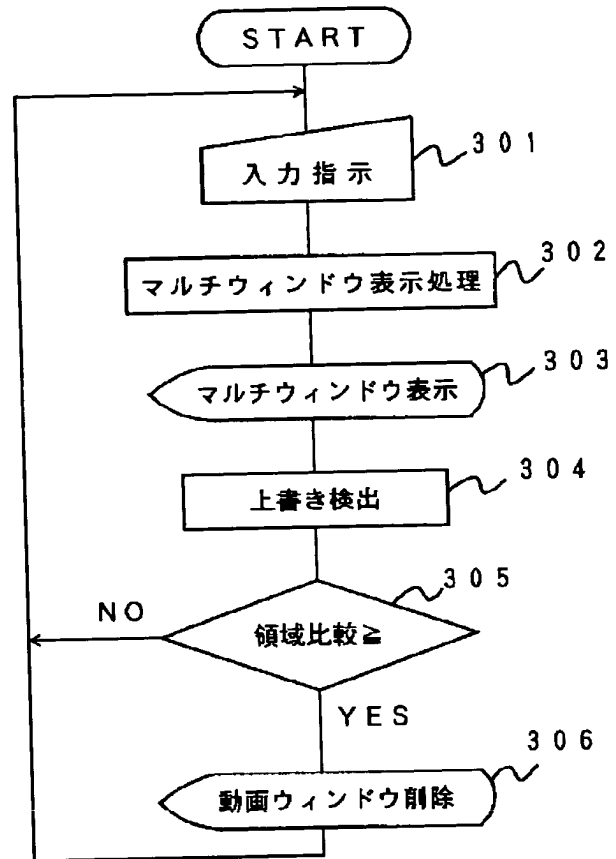 START
301
入力指示
302
マルチウィンドウ表示処理
303
マルチウィンドウ表示
304
上書き検出
305
NO
領域比較≧
YES
306
動画ウィンドウ削除